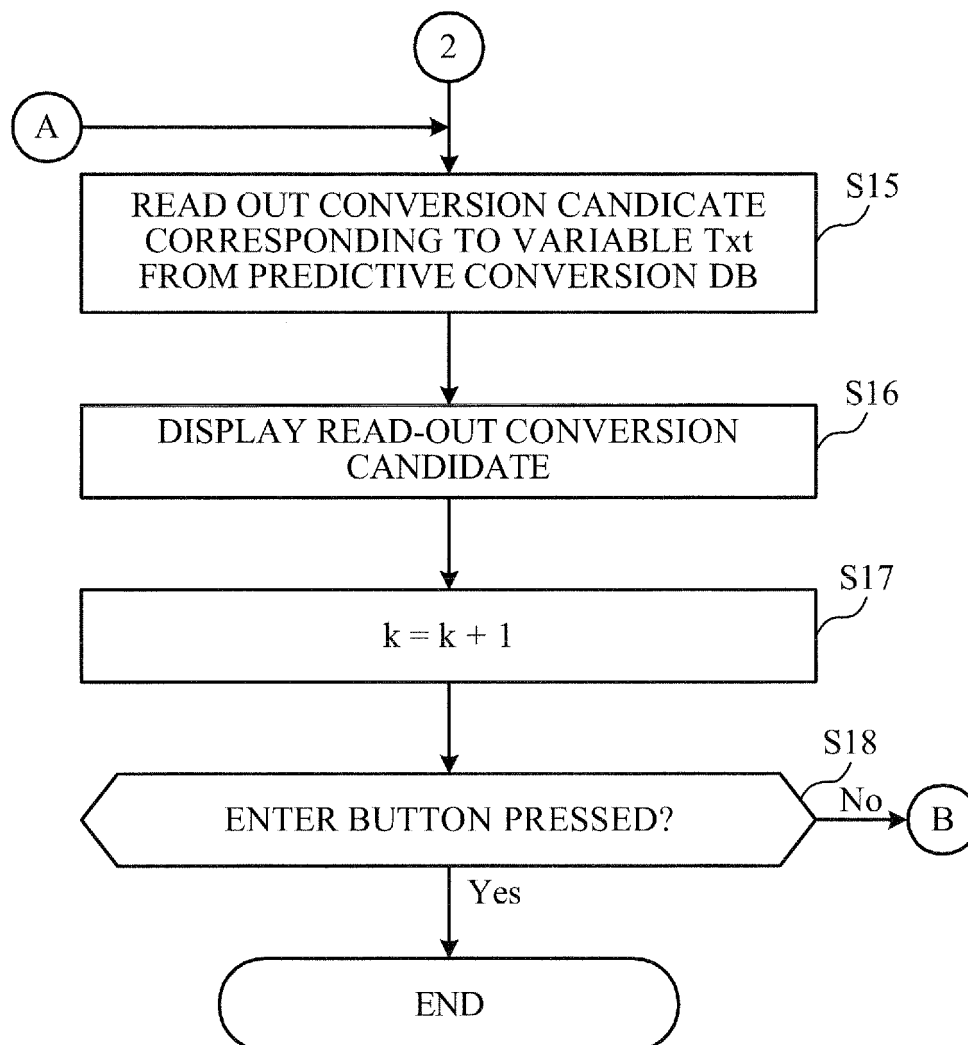 2
A
S15
READ OUT CONVERSION CANDICATE
CORRESPONDING TO VARIABLE Txt
FROM PREDICTIVE CONVERSION DB
S16
DISPLAY READ-OUT CONVERSION
CANDIDATE
S17
k = k + 1
S18
ENTER BUTTON PRESSED?
No
B
Yes
END